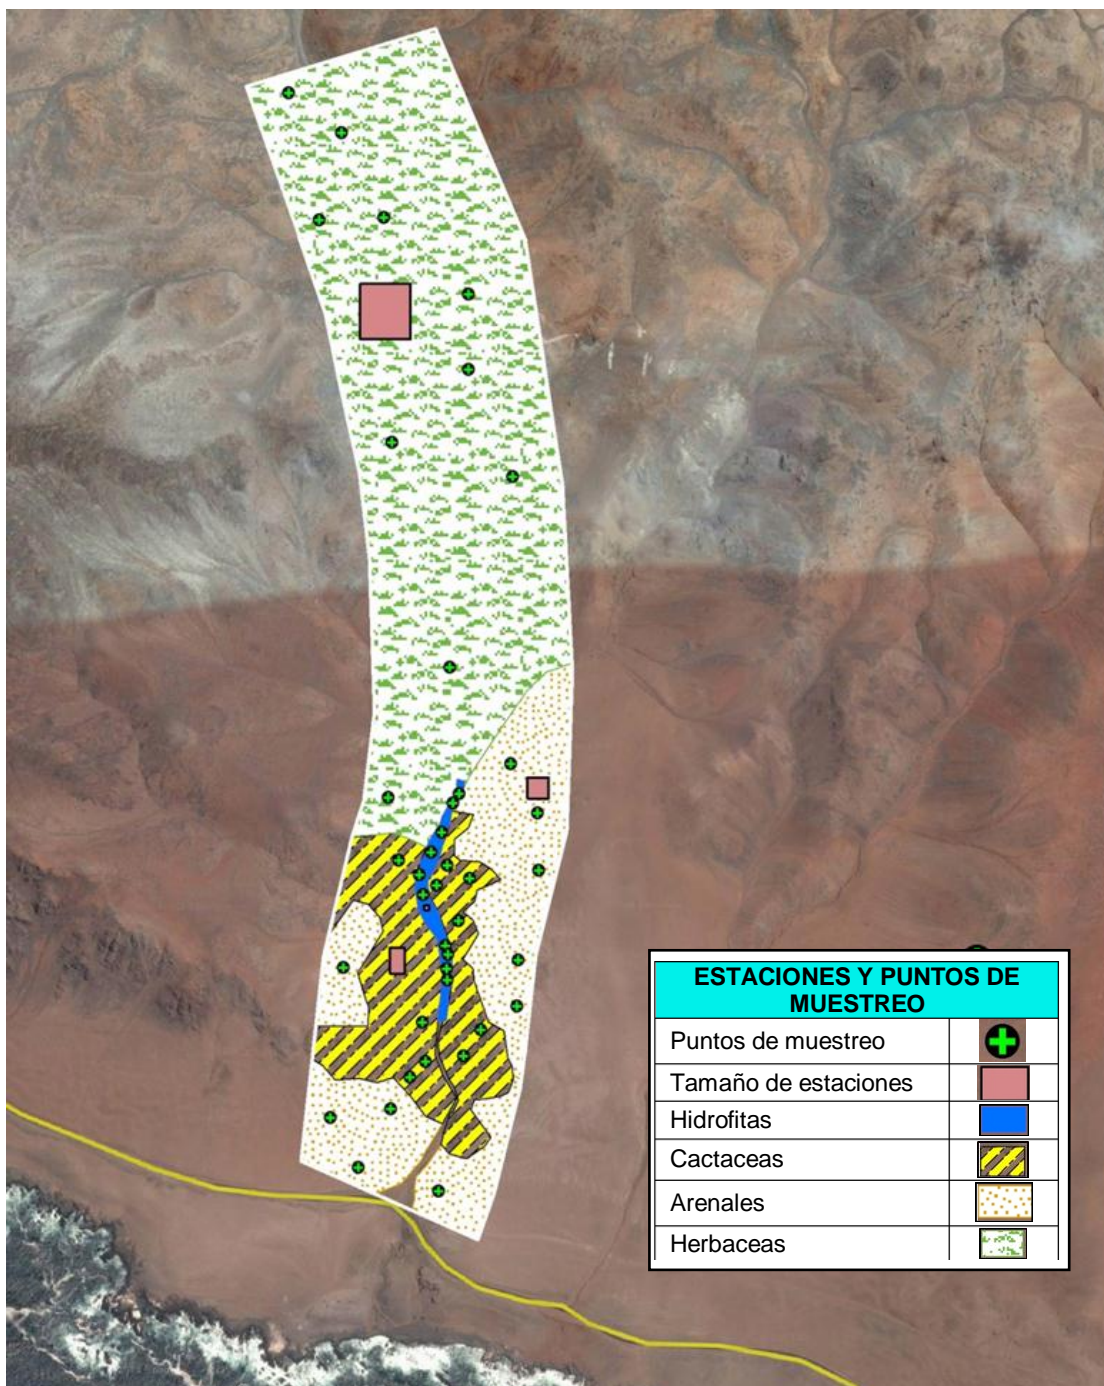 ESTACIONES Y PUNTOS DE
MUESTREO
Puntos de muestreo
Tamaño de estaciones
Hidrofitas
Cactaceas
Arenales
Herbaceas